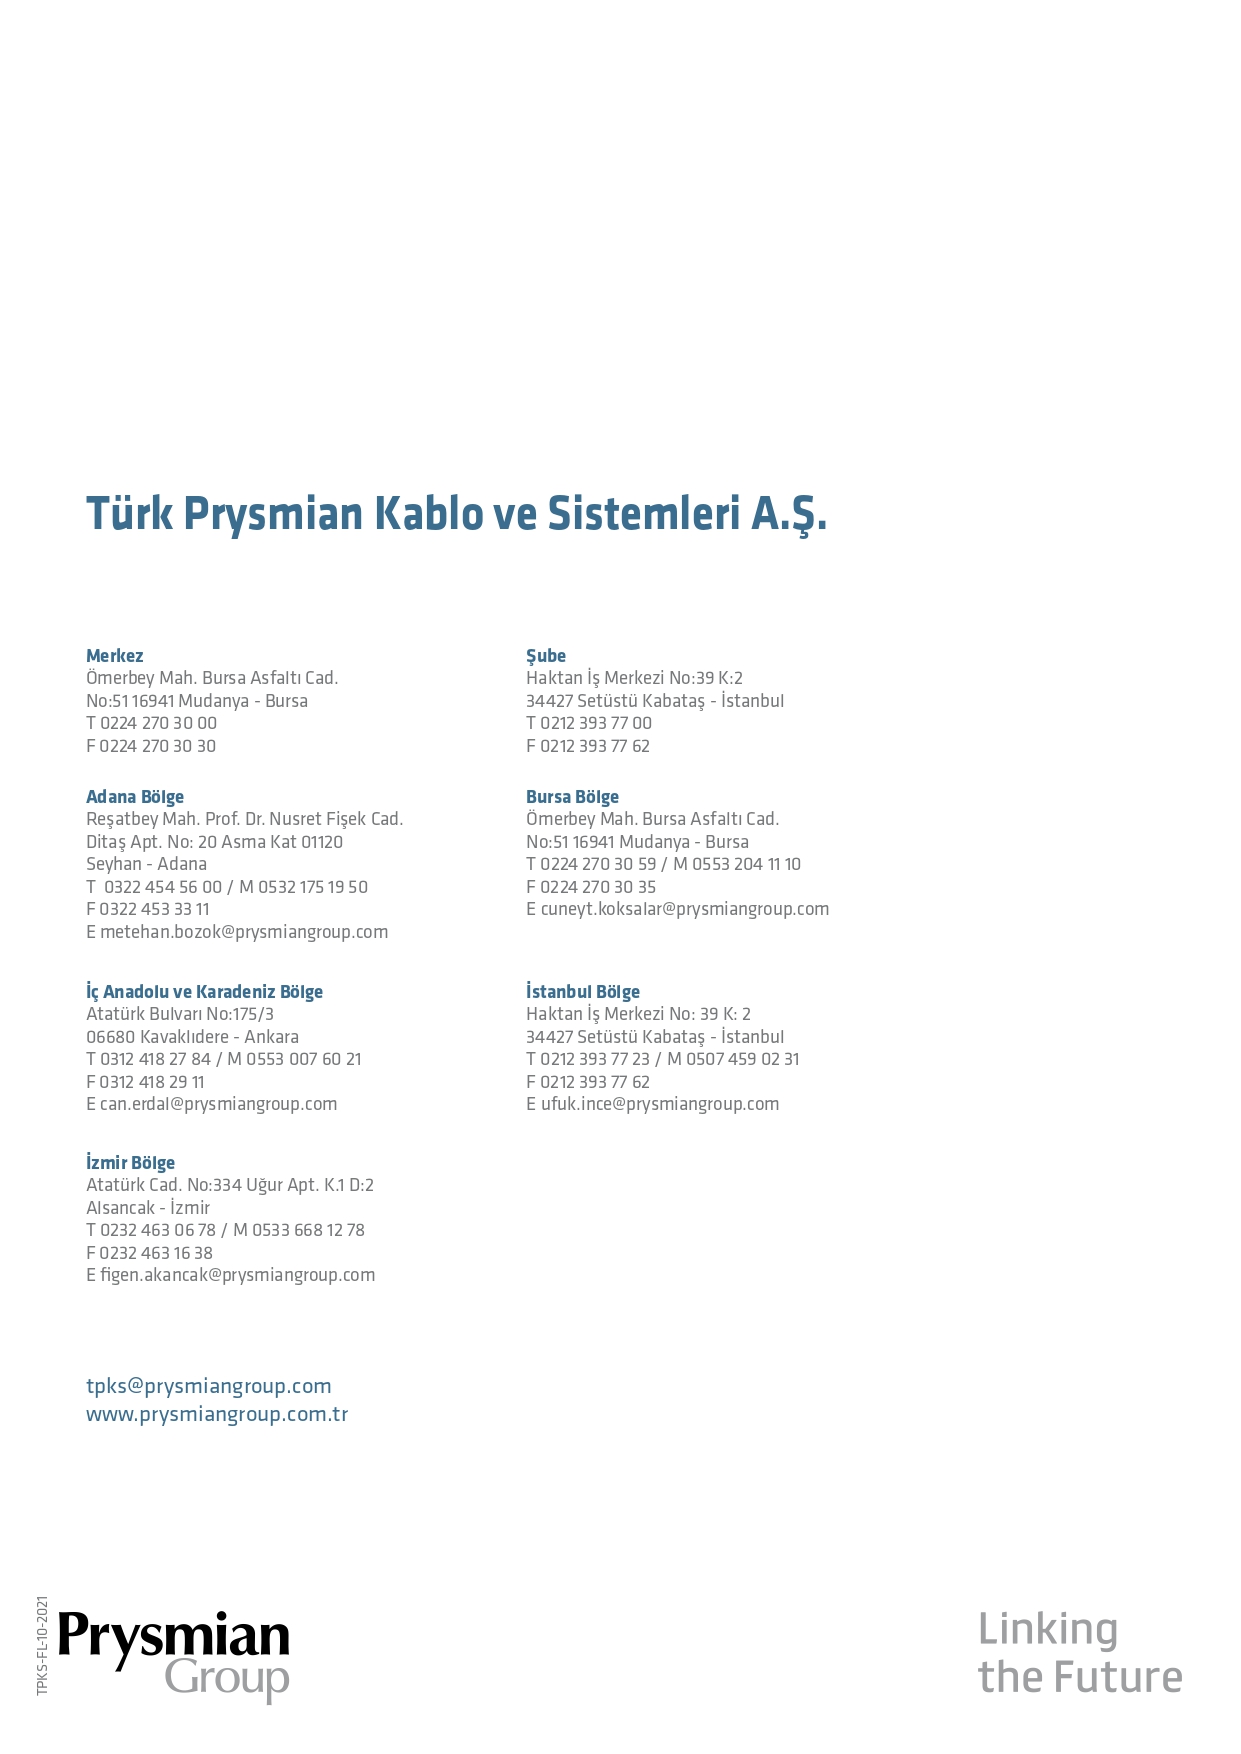 Türk Prysmian Kablo ve Sistemleri A.Ş.
Merkez
Ömerbey Mah. Bursa Asfaltı Cad.
No:51 16941 Mudanya - Bursa
T 0224 270 30 00
F 0224 270 30 30
Şube
Haktan İş Merkezi No:39 K:2
34427 Setüstü Kabataş - İstanbul
T 0212 393 77 00
F 0212 393 77 62
Adana Bölge
Reşatbey Mah. Prof. Dr. Nusret Fişek Cad.
Ditaş Apt. No: 20 Asma Kat 01120
Seyhan - Adana
T 0322 454 56 00 / M 0532 175 19 50
F 0322 453 33 11
E metehan.bozok@prysmiangroup.com
Bursa Bölge
Ömerbey Mah. Bursa Asfaltı Cad.
No:51 16941 Mudanya - Bursa
T 0224 270 30 59 / M 0553 204 11 10
F 0224 270 30 35
E cuneyt.koksalar@prysmiangroup.com
İç Anadolu ve Karadeniz Bölge
Atatürk Bulvarı No:175/3
06680 Kavaklıdere - Ankara
T 0312 418 27 84 / M 0553 007 60 21
F 0312 418 29 11
E can.erdal@prysmiangroup.com
İstanbul Bölge
Haktan İş Merkezi No: 39 K: 2
34427 Setüstü Kabataş - İstanbul
T 0212 393 77 23 / M 0507 459 02 31
F 0212 393 77 62
E ufuk.ince@prysmiangroup.com
İzmir Bölge
Atatürk Cad. No:334 Uğur Apt. K.1 D:2
Alsancak - İzmir
T 0232 463 06 78 / M 0533 668 12 78
F 0232 463 16 38
E figen.akancak@prysmiangroup.com
tpks@prysmiangroup.com
www.prysmiangroup.com.tr
TPKS-FL-10-2021
Prysmian
Group
Linking
the Future